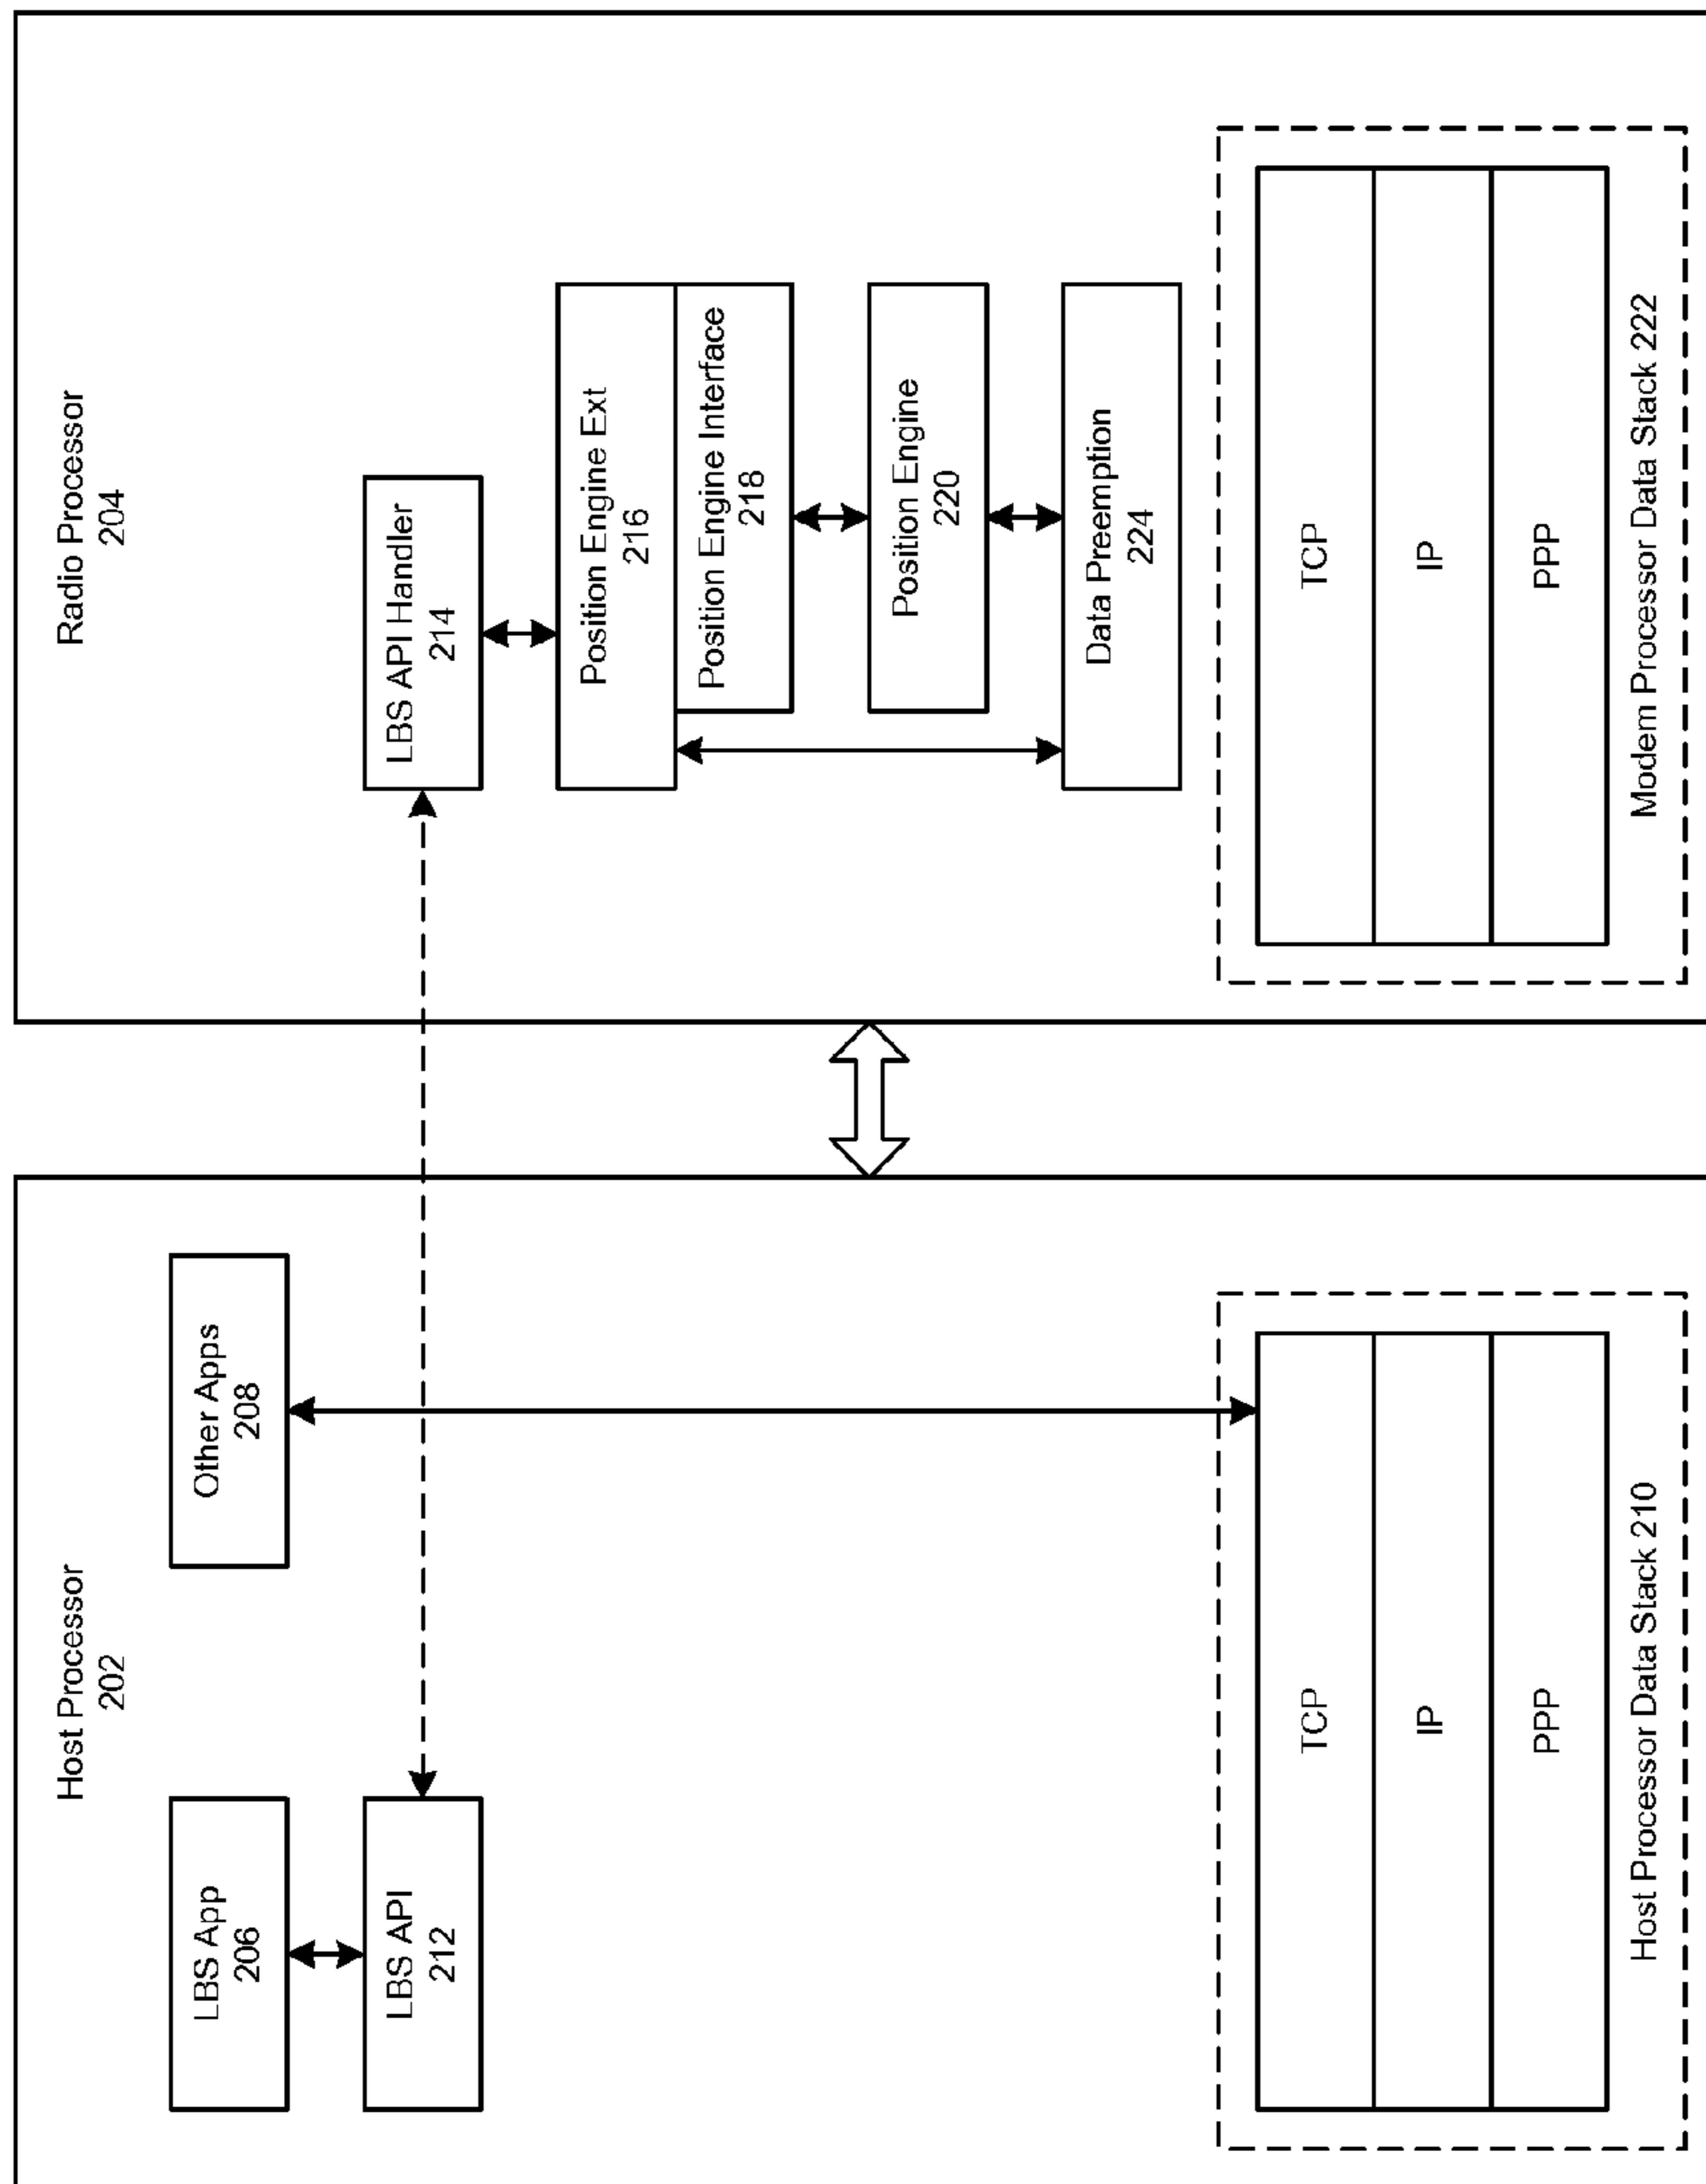 Host Processor
202
LBS App
206
Other Apps
208
LBS API
212
TCP
IP
PPP
Host Processor Data Stack 210
Radio Processor
204
LBS API Handler
214
Position Engine Ext
216
Position Engine Interface
218
Position Engine
220
Data Preemption
224
TCP
IP
PPP
Modem Processor Data Stack 222